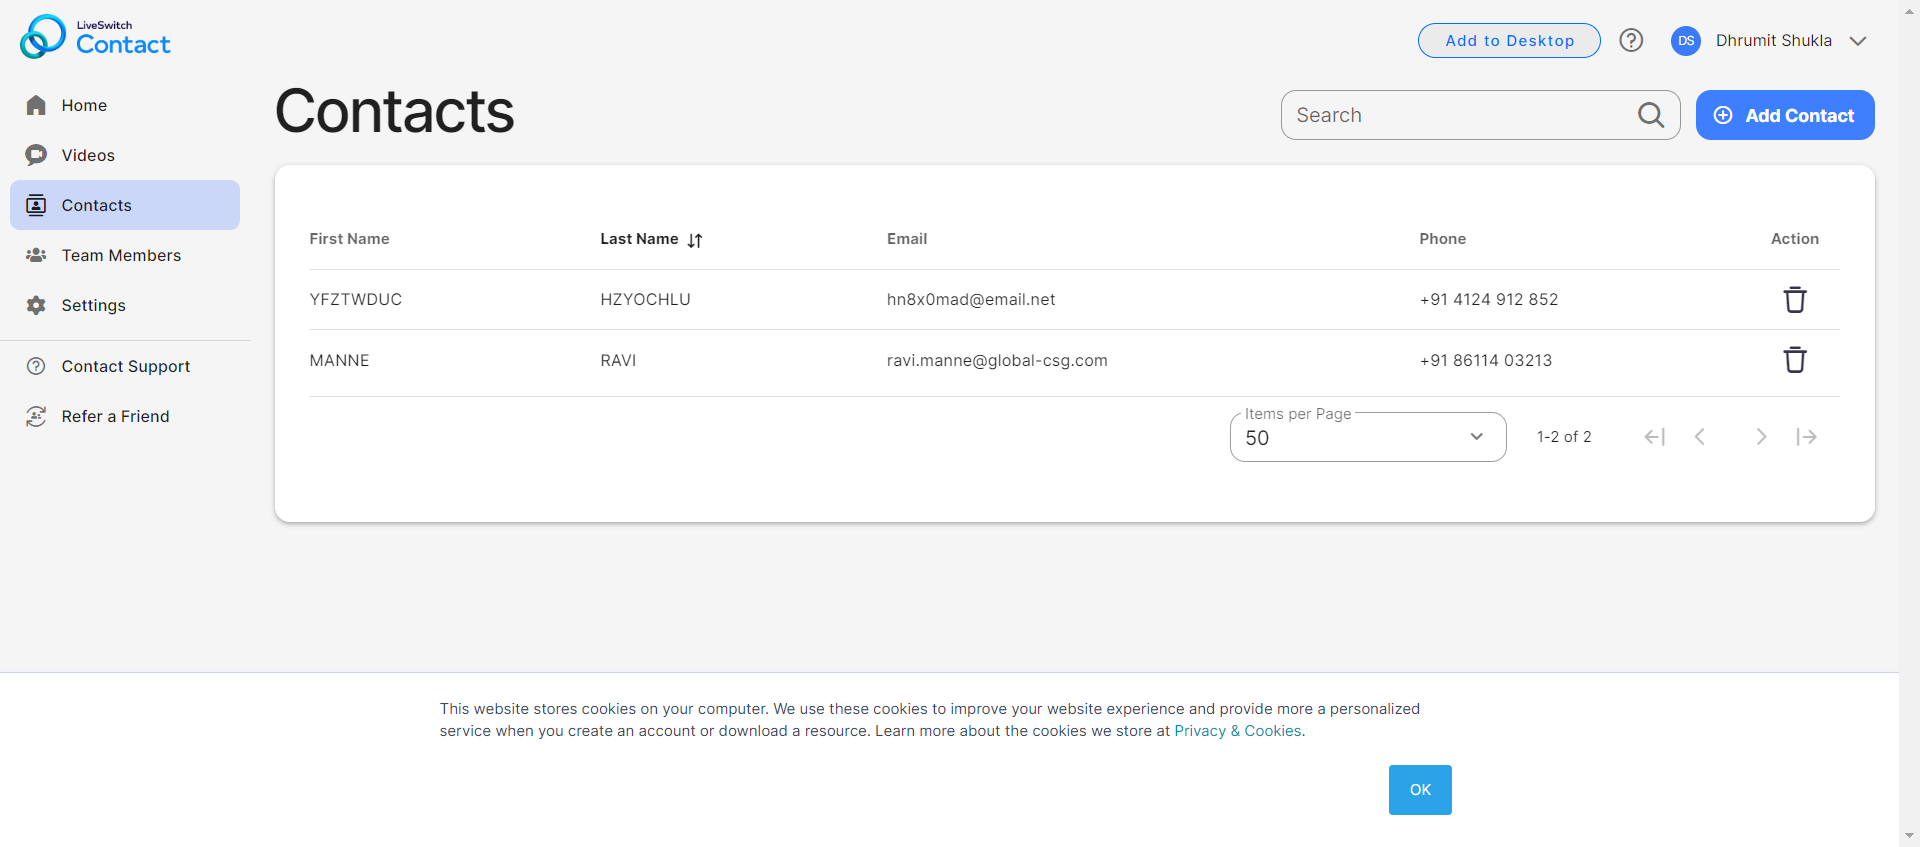 LiveSwitch
Contact
Add to Desktop
DS
Dhrumit Shukla
Home
Videos
Contacts
Team Members
Settings
Contact Support
Refer a Friend
Contacts
Search
Add Contact
First Name Last Name Email Phone Action
YFZTWDUC HZYOCHLU hn8x0mad@email.net +91 4124 912 852
MANNE RAVI ravi.manne@global-csg.com +91 86114 03213
Items per Page
50
1-2 of 2
This website stores cookies on your computer. We use these cookies to improve your website experience and provide more a personalized
service when you create an account or download a resource. Learn more about the cookies we store at Privacy & Cookies.
OK